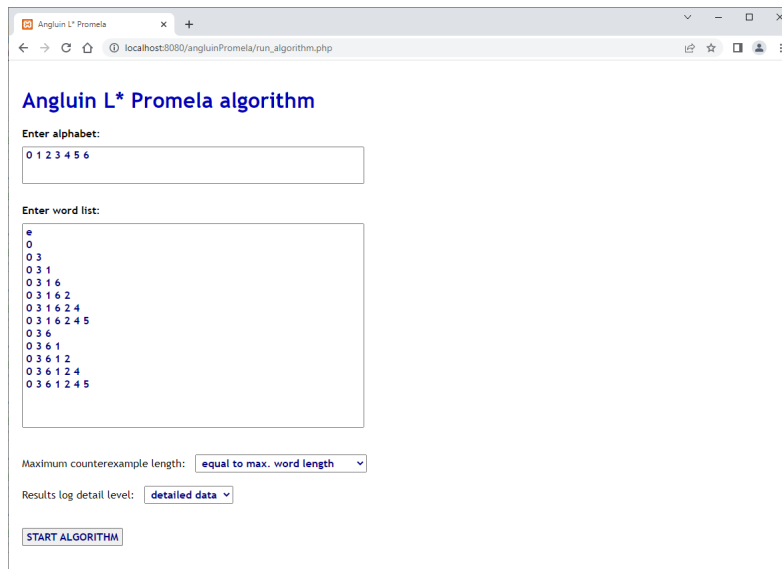 Angluin L* Promela
localhost:8080/angluinPromela/run_algorithm.php
Angluin L* Promela algorithm
Enter alphabet:
0 1 2 3 4 5 6
Enter word list:
e
0
0 3
0 3 1
0 3 1 6
0 3 1 6 2
0 3 1 6 2 4
0 3 1 6 2 4 5
0 3 6
0 3 6 1
0 3 6 1 2
0 3 6 1 2 4
0 3 6 1 2 4 5
Maximum counterexample length: equal to max. word length
Results log detail level: detailed data
START ALGORITHM